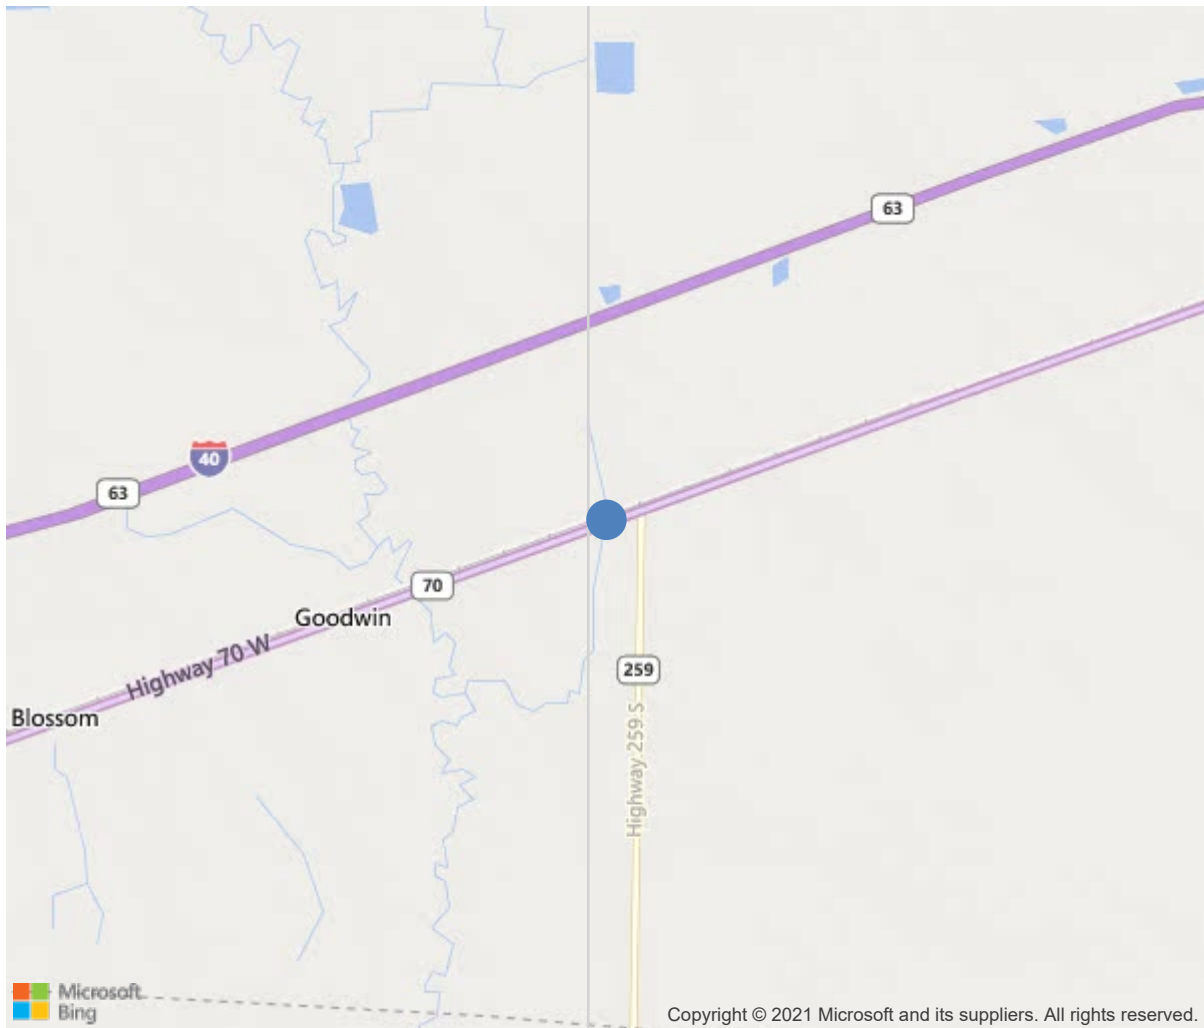 63
40
63
70
Goodwin
Highway 70 W
259
Blossom
Highway 259 S
Microsoft
Bing
Copyright © 2021 Microsoft and its suppliers. All rights reserved.